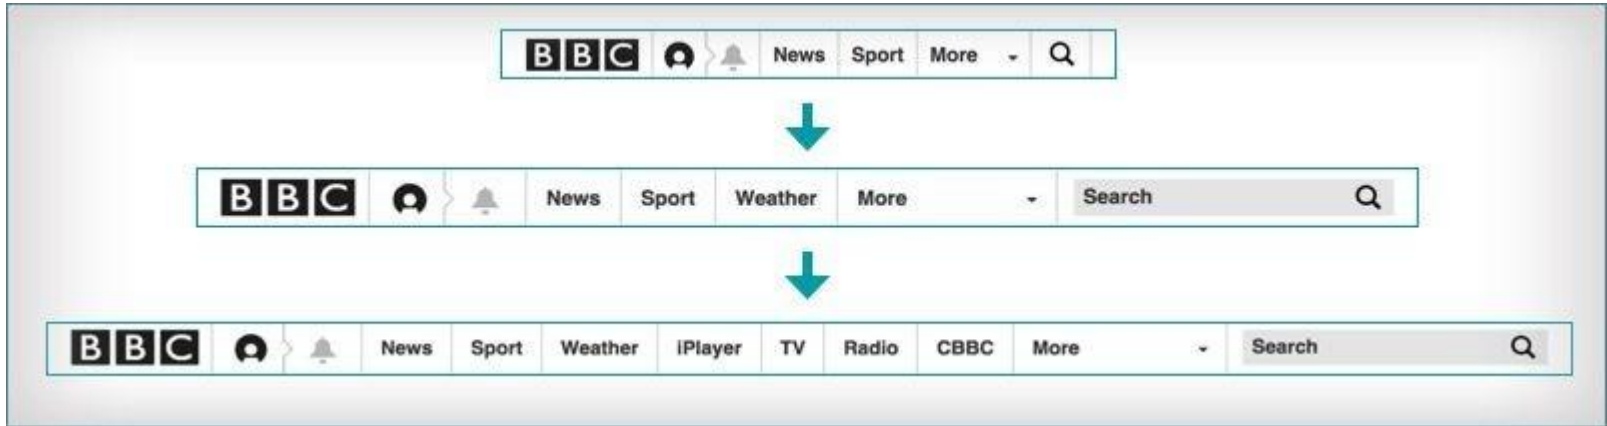 BBC News Sport More
BBC News Sport Weather More Search
BBC News Sport Weather iPlayer TV Radio CBBC More Search